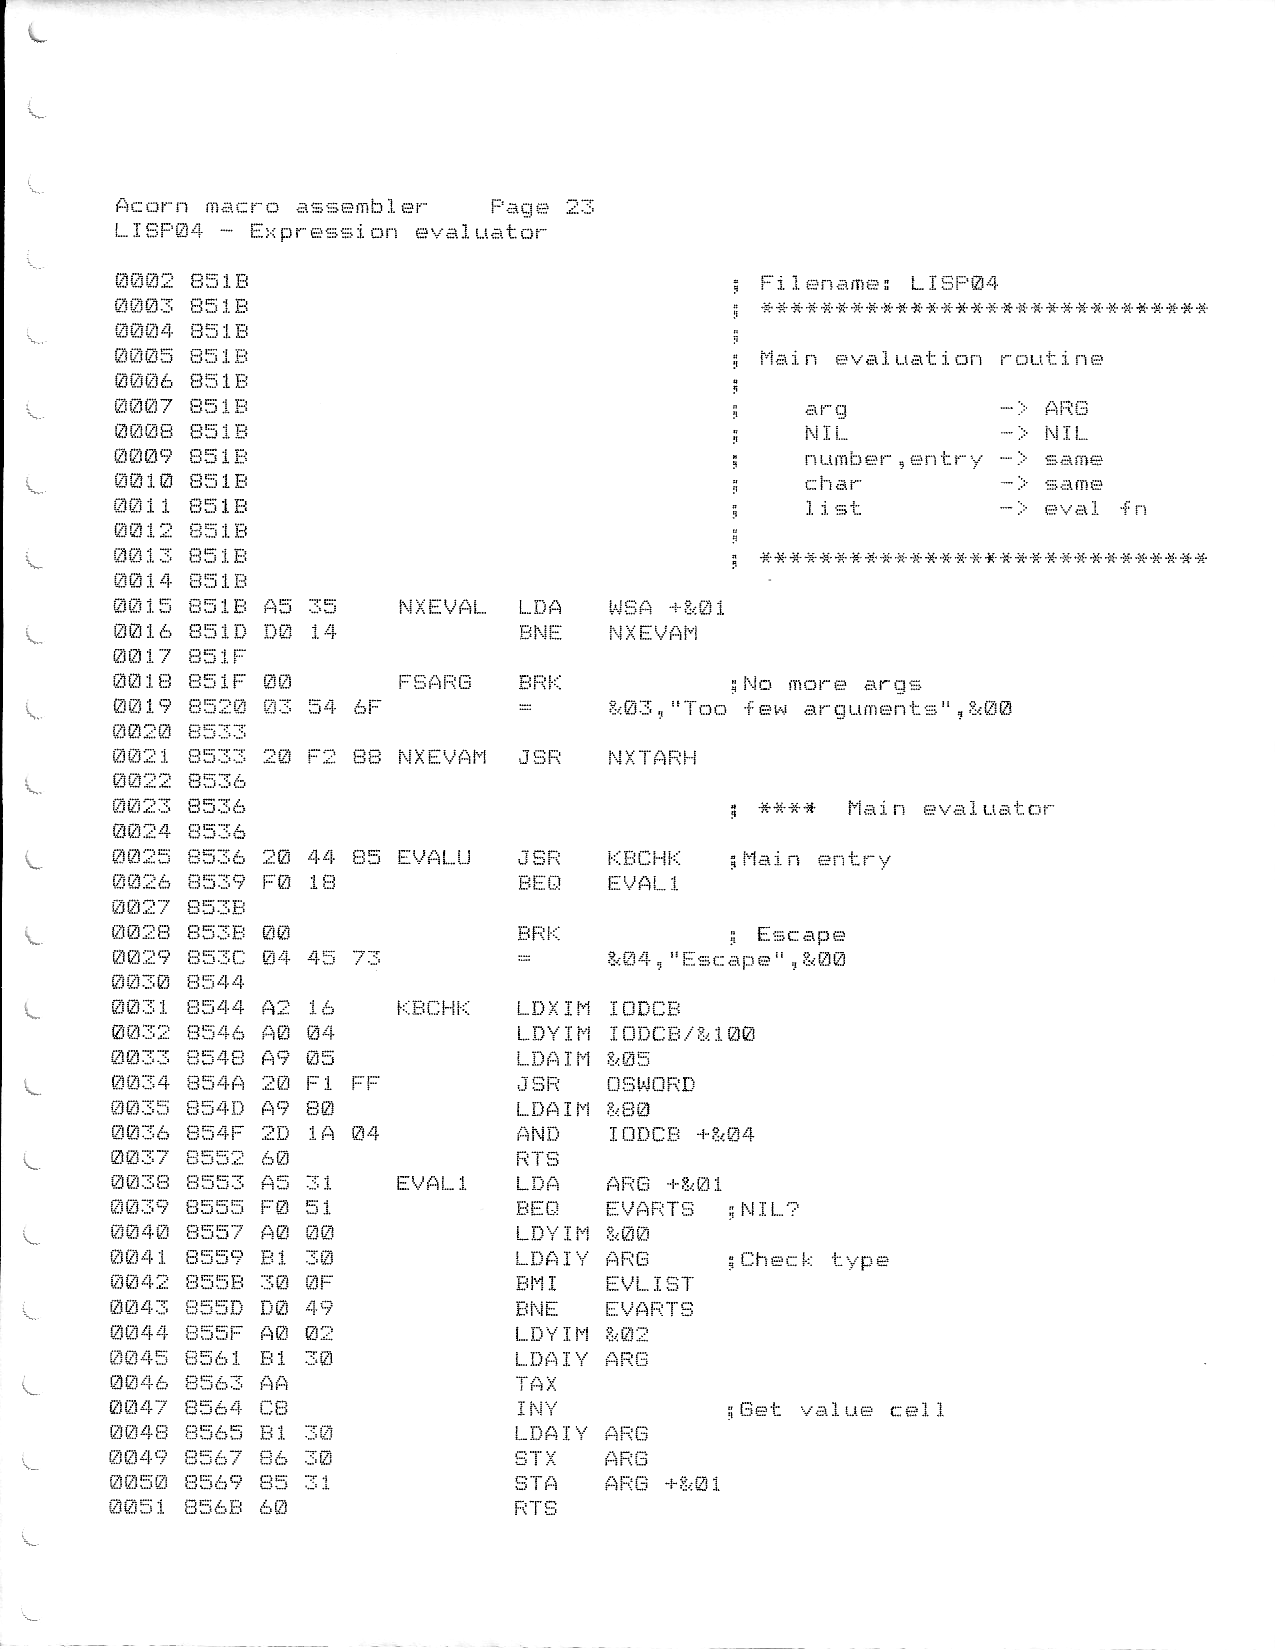 Acorn macro assembler    Page 23
LISP04 - Expression evaluator
0002 851B                                ; Filename: LISP04
0003 851B                                ; ******************************
0004 851B                                ;
0005 851B                                ; Main evaluation routine
0006 851B                                ;
0007 851B                                ;    arg          -> ARG
0008 851B                                ;    NIL          -> NIL
0009 851B                                ;    number,entry -> same
0010 851B                                ;    char         -> same
0011 851B                                ;    list         -> eval fn
0012 851B                                ;
0013 851B                                ; ******************************
0014 851B
0015 851B A5 35    NXEVAL  LDA   WSA +&01
0016 851D D0 14            BNE   NXEVAM
0017 851F
0018 851F 00       FSARG   BRK           ;No more args
0019 8520 03 54 6F         =     &03,"Too few arguments",&00
0020 8533
0021 8533 20 F2 88 NXEVAM  JSR   NXTARH
0022 8536
0023 8536                                ; ****  Main evaluator
0024 8536
0025 8536 20 44 85 EVALU   JSR   KBCHK   ;Main entry
0026 8539 F0 18            BEQ   EVAL1
0027 853B
0028 853B 00               BRK           ; Escape
0029 853C 04 45 73         =     &04,"Escape",&00
0030 8544
0031 8544 A2 16    KBCHK   LDXIM IODCB
0032 8546 A0 04            LDYIM IODCB/&100
0033 8548 A9 05            LDAIM &05
0034 854A 20 F1 FF         JSR   OSWORD
0035 854D A9 80            LDAIM &80
0036 854F 2D 1A 04         AND   IODCB +&04
0037 8552 60               RTS
0038 8553 A5 31    EVAL1   LDA   ARG +&01
0039 8555 F0 51            BEQ   EVARTS  ;NIL?
0040 8557 A0 00            LDYIM &00
0041 8559 B1 30            LDAIY ARG     ;Check type
0042 855B 30 0F            BMI   EVLIST
0043 855D D0 49            BNE   EVARTS
0044 855F A0 02            LDYIM &02
0045 8561 B1 30            LDAIY ARG
0046 8563 AA               TAX
0047 8564 C8               INY           ;Get value cell
0048 8565 B1 30            LDAIY ARG
0049 8567 86 30            STX   ARG
0050 8569 85 31            STA   ARG +&01
0051 856B 60               RTS